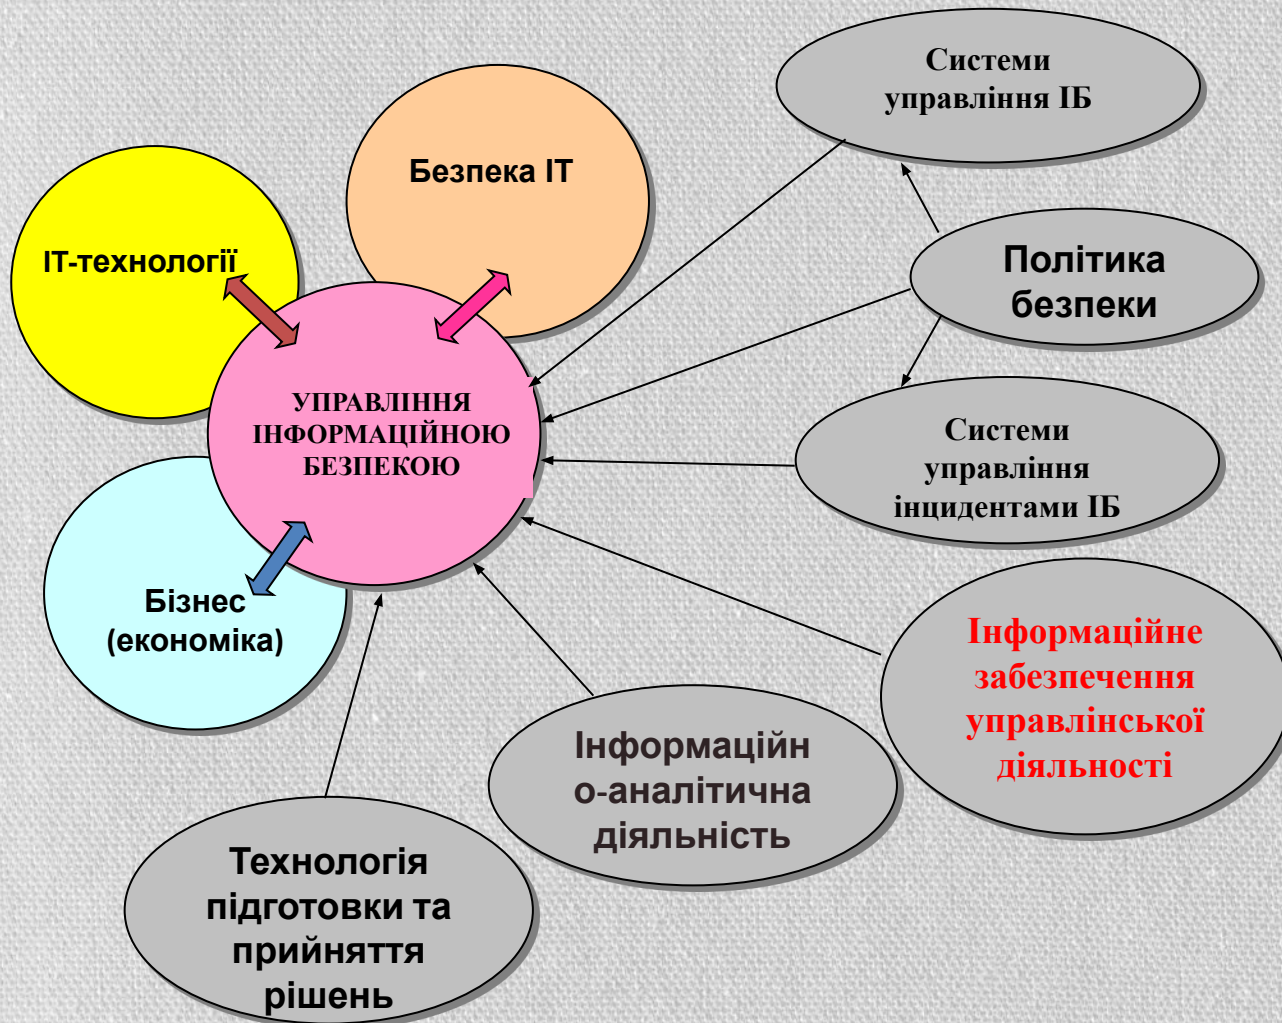 Системи
управління ІБ
Безпека ІТ
ІТ-технології
Політика
безпеки
УПРАВЛІННЯ
ІНФОРМАЦІЙНОЮ
БЕЗПЕКОЮ
Системи
управління
інцидентами ІБ
Бізнес
(економіка)
Інформаційне
забезпечення
управлінської
діяльності
Інформаційн
о-аналітична
діяльність
Технологія
підготовки та
прийняття
рішень